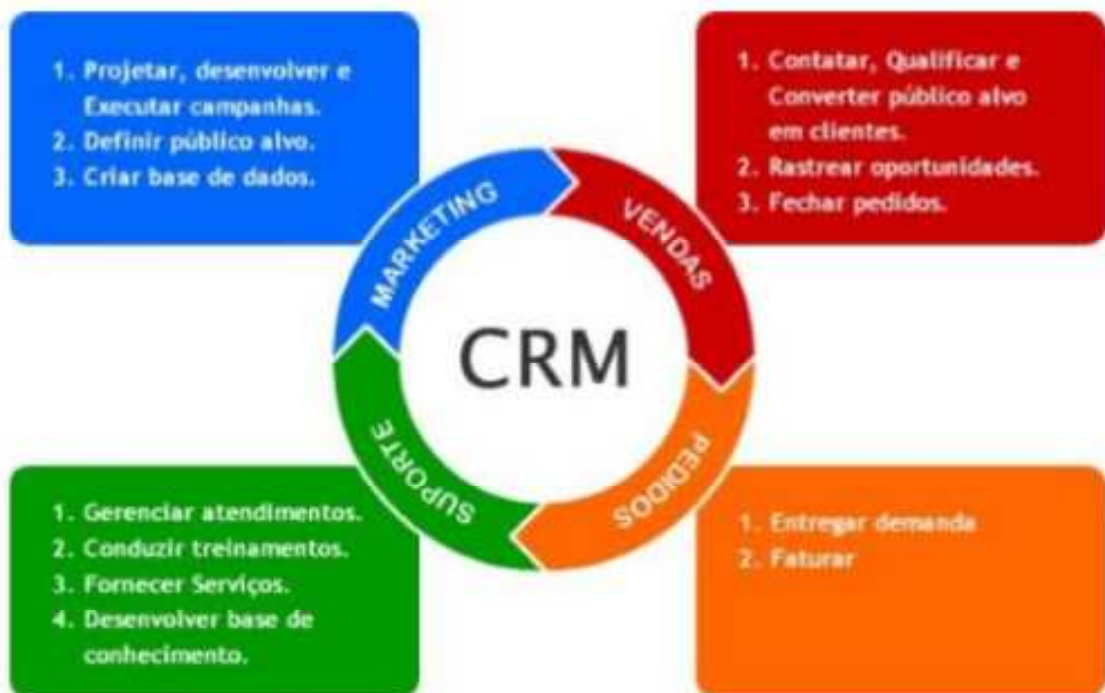 1. Projetar, desenvolver e
Executar campanhas.
2. Definir público alvo.
3. Criar base de dados.
1. Contatar, Qualificar e
Converter público alvo
em clientes.
2. Rastrear oportunidades.
3. Fechar pedidos.
MARKETING
VENDAS
CRM
SUPORTE
PEDIDOS
1. Gerenciar atendimentos.
2. Conduzir treinamentos.
3. Fornecer Serviços.
4. Desenvolver base de
conhecimento.
1. Entregar demanda
2. Faturar